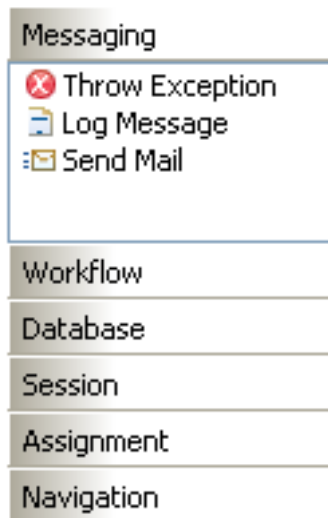 Messaging
Throw Exception
Log Message
Send Mail
Workflow
Database
Session
Assignment
Navigation